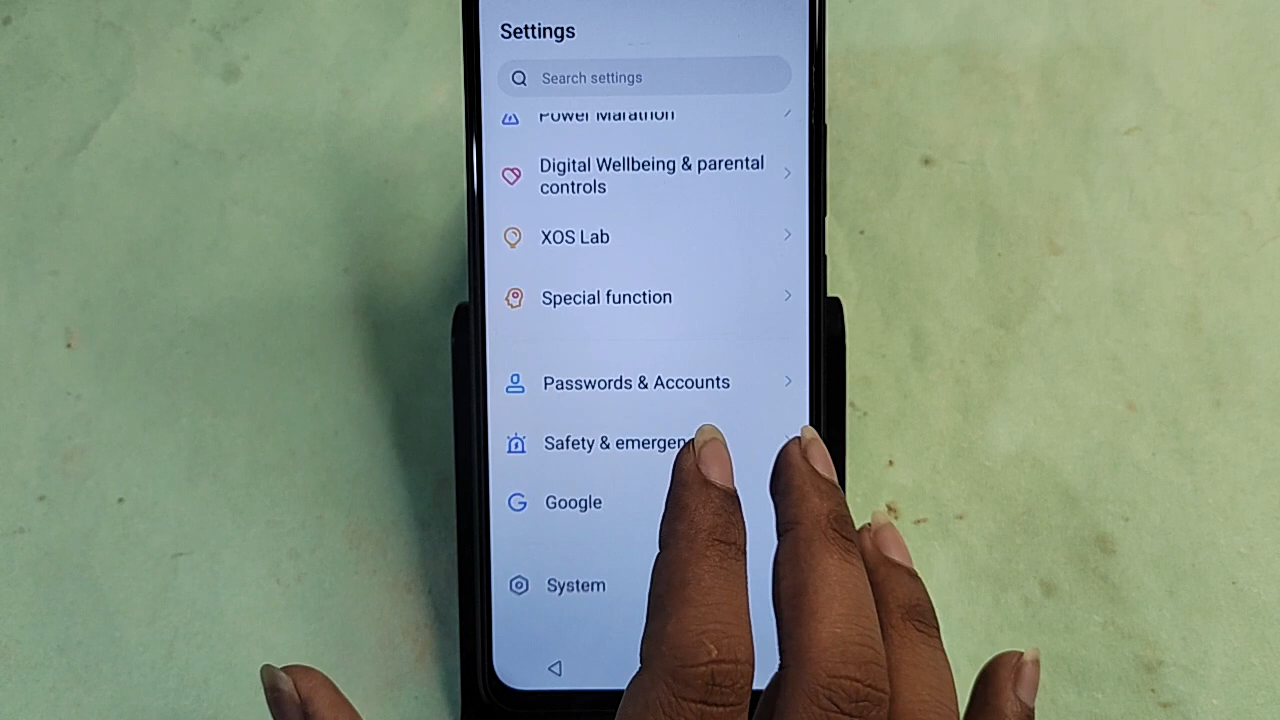 Settings
Search settings
Power Marathon
Digital Wellbeing & parental
controls
XOS Lab
Special function
Passwords & Accounts
Safety & emergen
Google
System